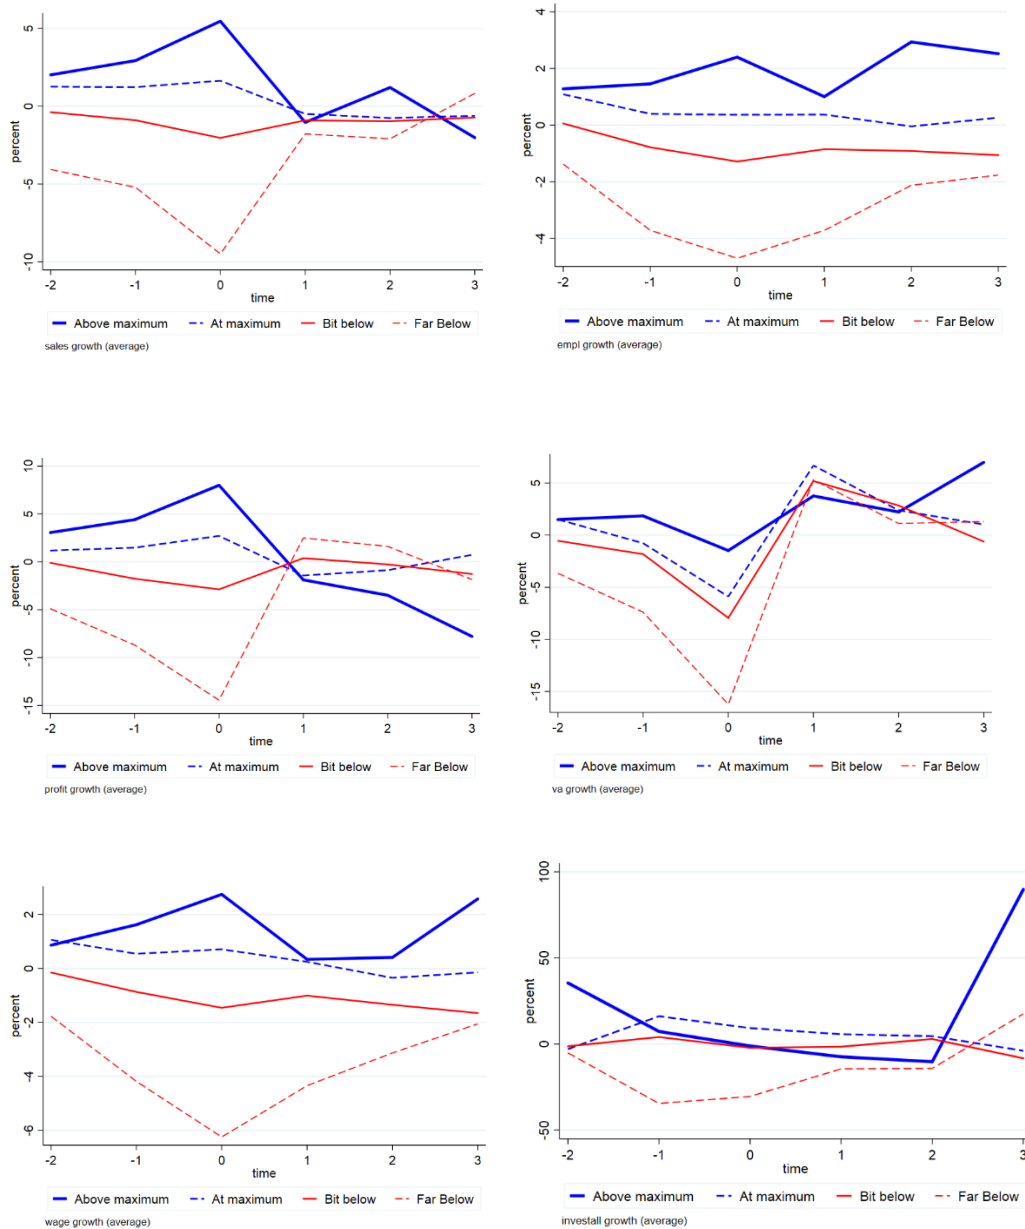 5
0
-5
-10
percent
-2 -1 0 1 2 3
time
Above maximum At maximum Bit below Far Below
sales growth (average)
4
2
0
-2
-4
percent
-2 -1 0 1 2 3
time
Above maximum At maximum Bit below Far Below
empl growth (average)
10
5
0
-5
-10
-15
percent
-2 -1 0 1 2 3
time
Above maximum At maximum Bit below Far Below
profit growth (average)
5
0
-5
-10
-15
percent
-2 -1 0 1 2 3
time
Above maximum At maximum Bit below Far Below
va growth (average)
2
0
-2
-4
-6
percent
-2 -1 0 1 2 3
time
Above maximum At maximum Bit below Far Below
wage growth (average)
100
50
0
-50
percent
-2 -1 0 1 2 3
time
Above maximum At maximum Bit below Far Below
investall growth (average)